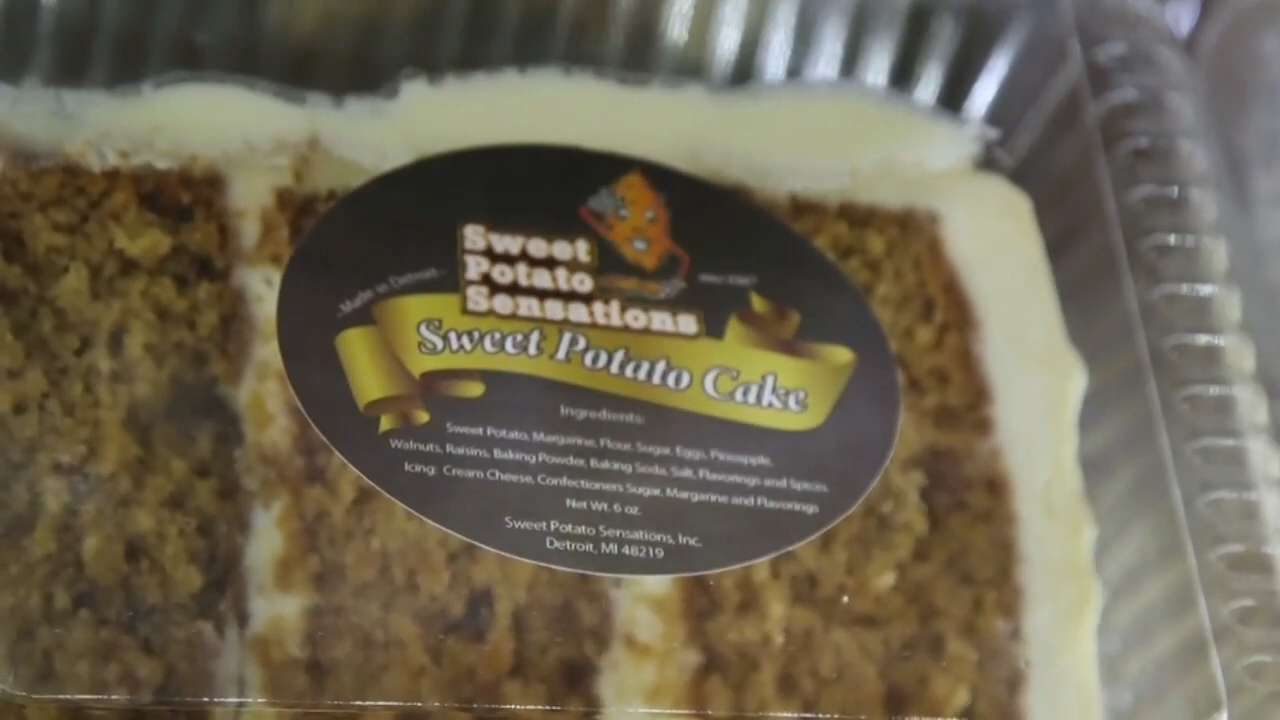 Sweet
Potato
Sensations
Made in Detroit
since 1987
Sweet Potato Cake
Ingredients:
Sweet Potato, Margarine, Flour, Sugar, Eggs, Pineapple,
Walnuts, Raisins, Baking Powder, Baking Soda, Salt, Flavorings and Spices
Icing: Cream Cheese, Confectioners Sugar, Margarine and Flavorings
Net Wt. 6 oz.
Sweet Potato Sensations, Inc.
Detroit, MI 48219